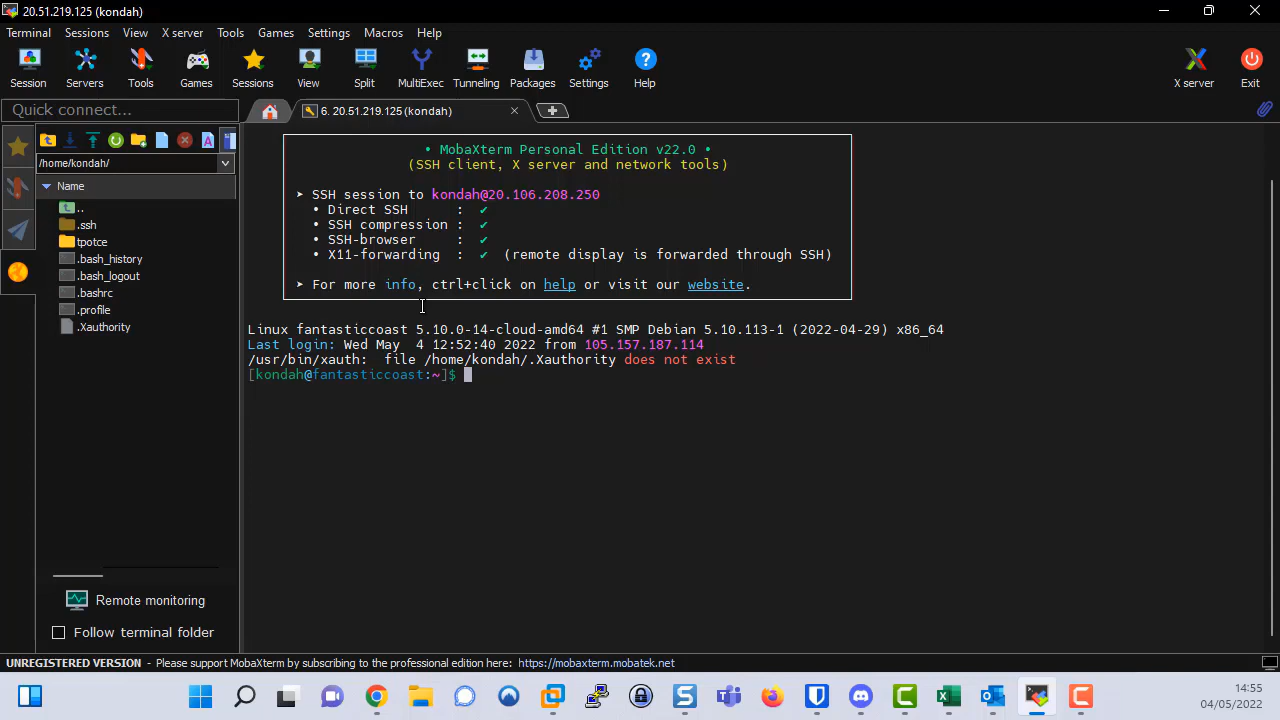 20.51.219.125 (kondah)
Terminal Sessions View X server Tools Games Settings Macros Help
Session Servers Tools Games Sessions View Split MultiExec Tunneling Packages Settings Help X server Exit
Quick connect...
6. 20.51.219.125 (kondah)
/home/kondah/
Name
..
.ssh
tpotce
.bash_history
.bash_logout
.bashrc
.profile
.Xauthority
Remote monitoring
Follow terminal folder
• MobaXterm Personal Edition v22.0 •
(SSH client, X server and network tools)
➤ SSH session to kondah@20.106.208.250
• Direct SSH : ✔
• SSH compression : ✔
• SSH-browser : ✔
• X11-forwarding : ✔ (remote display is forwarded through SSH)
➤ For more info, ctrl+click on help or visit our website.
Linux fantasticcoast 5.10.0-14-cloud-amd64 #1 SMP Debian 5.10.113-1 (2022-04-29) x86_64
Last login: Wed May 4 12:52:40 2022 from 105.157.187.114
/usr/bin/xauth: file /home/kondah/.Xauthority does not exist
[kondah@fantasticcoast:~]$
UNREGISTERED VERSION - Please support MobaXterm by subscribing to the professional edition here: https://mobaxterm.mobatek.net
14:55
04/05/2022